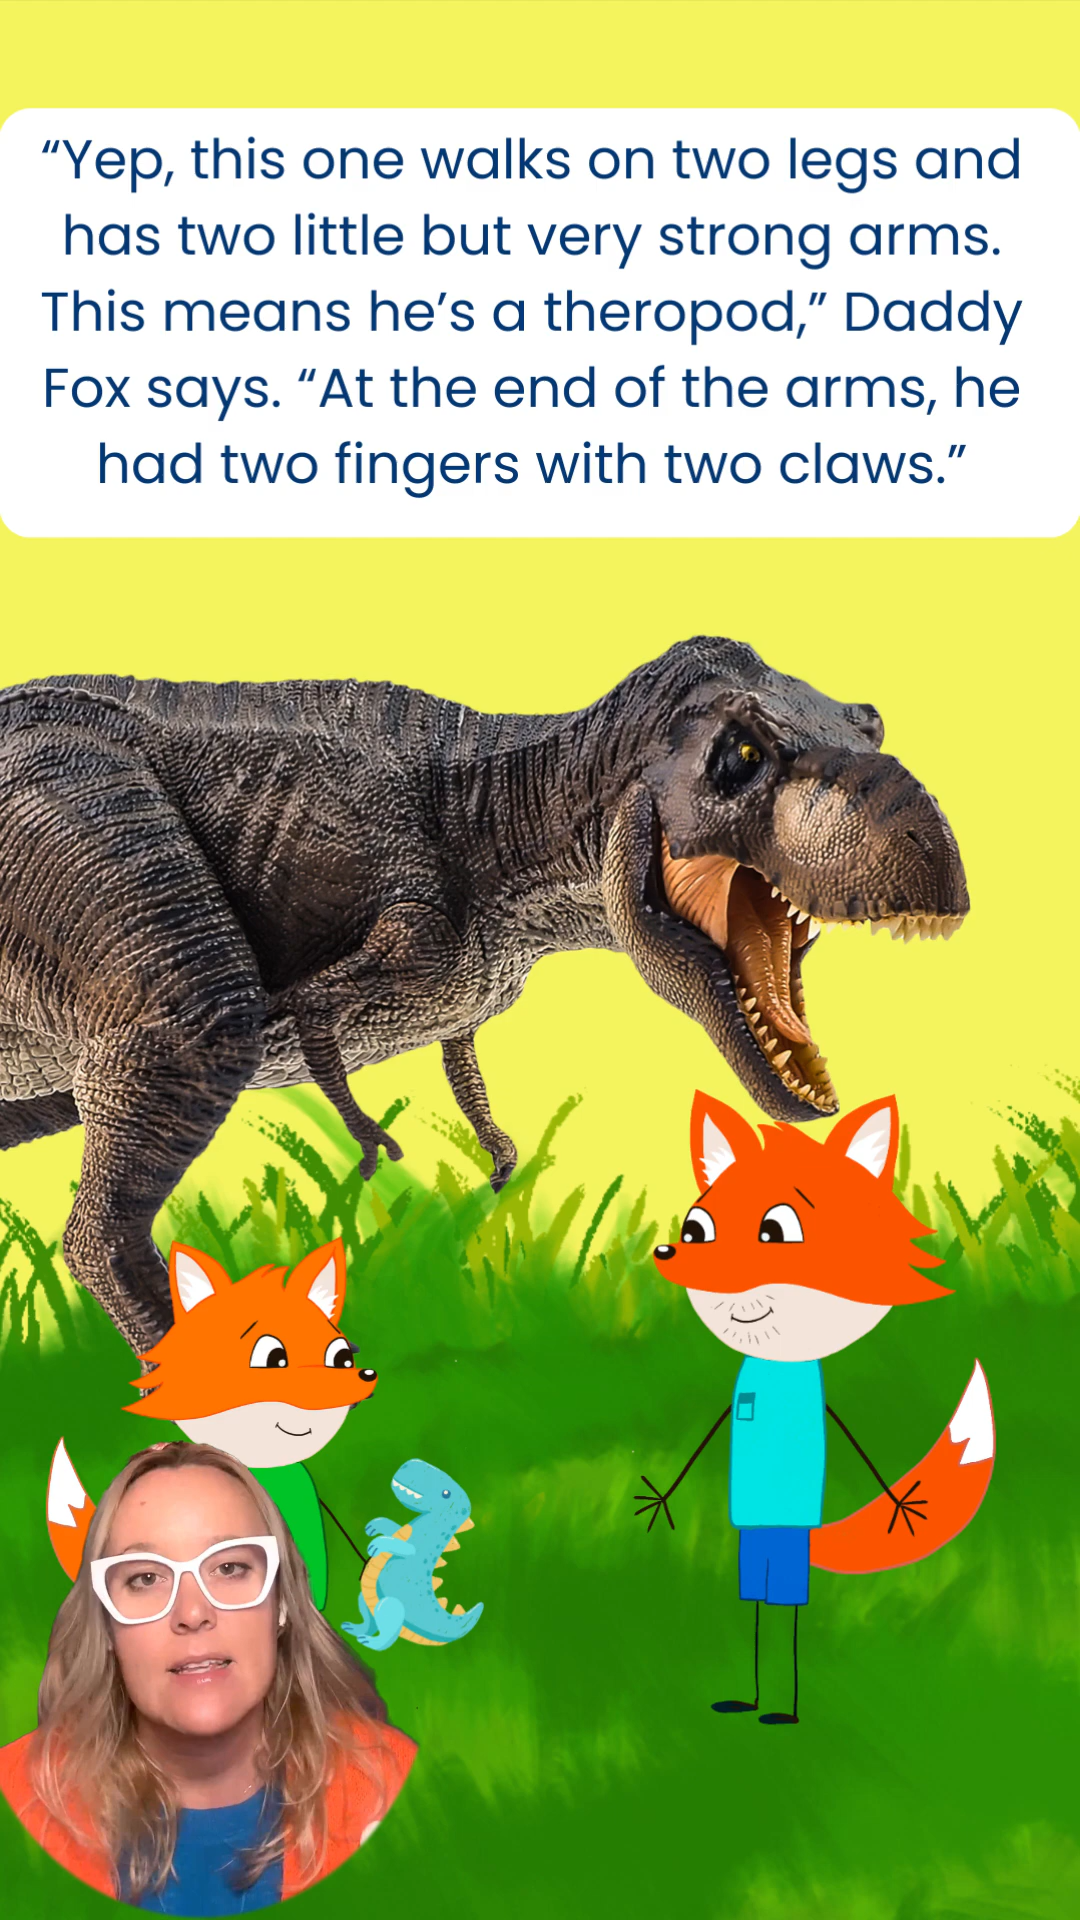 “Yep, this one walks on two legs and
has two little but very strong arms.
This means he’s a theropod,” Daddy
Fox says. “At the end of the arms, he
had two fingers with two claws.”